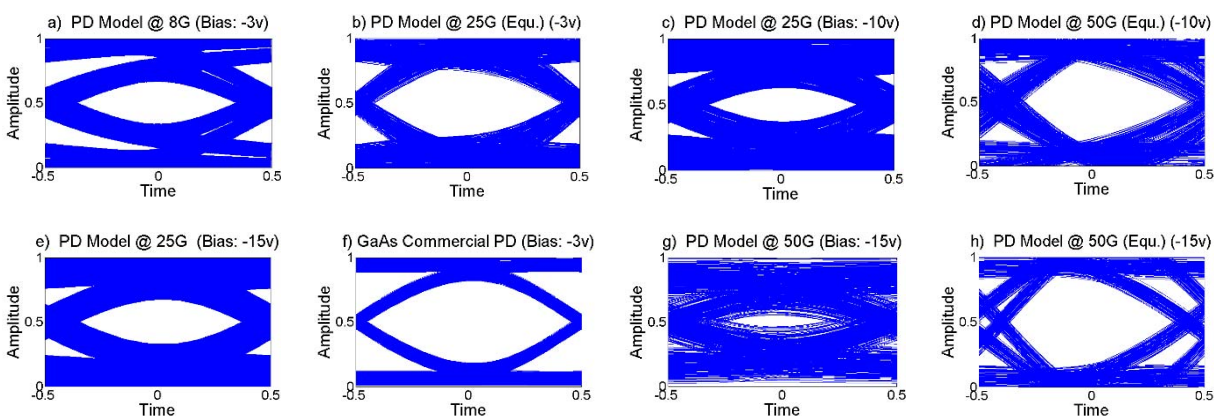 a) PD Model @ 8G (Bias: -3v)
1
0.5
0
Amplitude
-0.5
0
0.5
Time
b) PD Model @ 25G (Equ.) (-3v)
1
0.5
0
Amplitude
-0.5
0
0.5
Time
c) PD Model @ 25G (Bias: -10v)
1
0.5
0
Amplitude
-0.5
0
0.5
Time
d) PD Model @ 50G (Equ.) (-10v)
1
0.5
0
Amplitude
-0.5
0
0.5
Time
e) PD Model @ 25G (Bias: -15v)
1
0.5
0
Amplitude
-0.5
0
0.5
Time
f) GaAs Commercial PD (Bias: -3v)
1
0.5
0
Amplitude
-0.5
0
0.5
Time
g) PD Model @ 50G (Bias: -15v)
1
0.5
0
Amplitude
-0.5
0
0.5
Time
h) PD Model @ 50G (Equ.) (-15v)
1
0.5
0
Amplitude
-0.5
0
0.5
Time